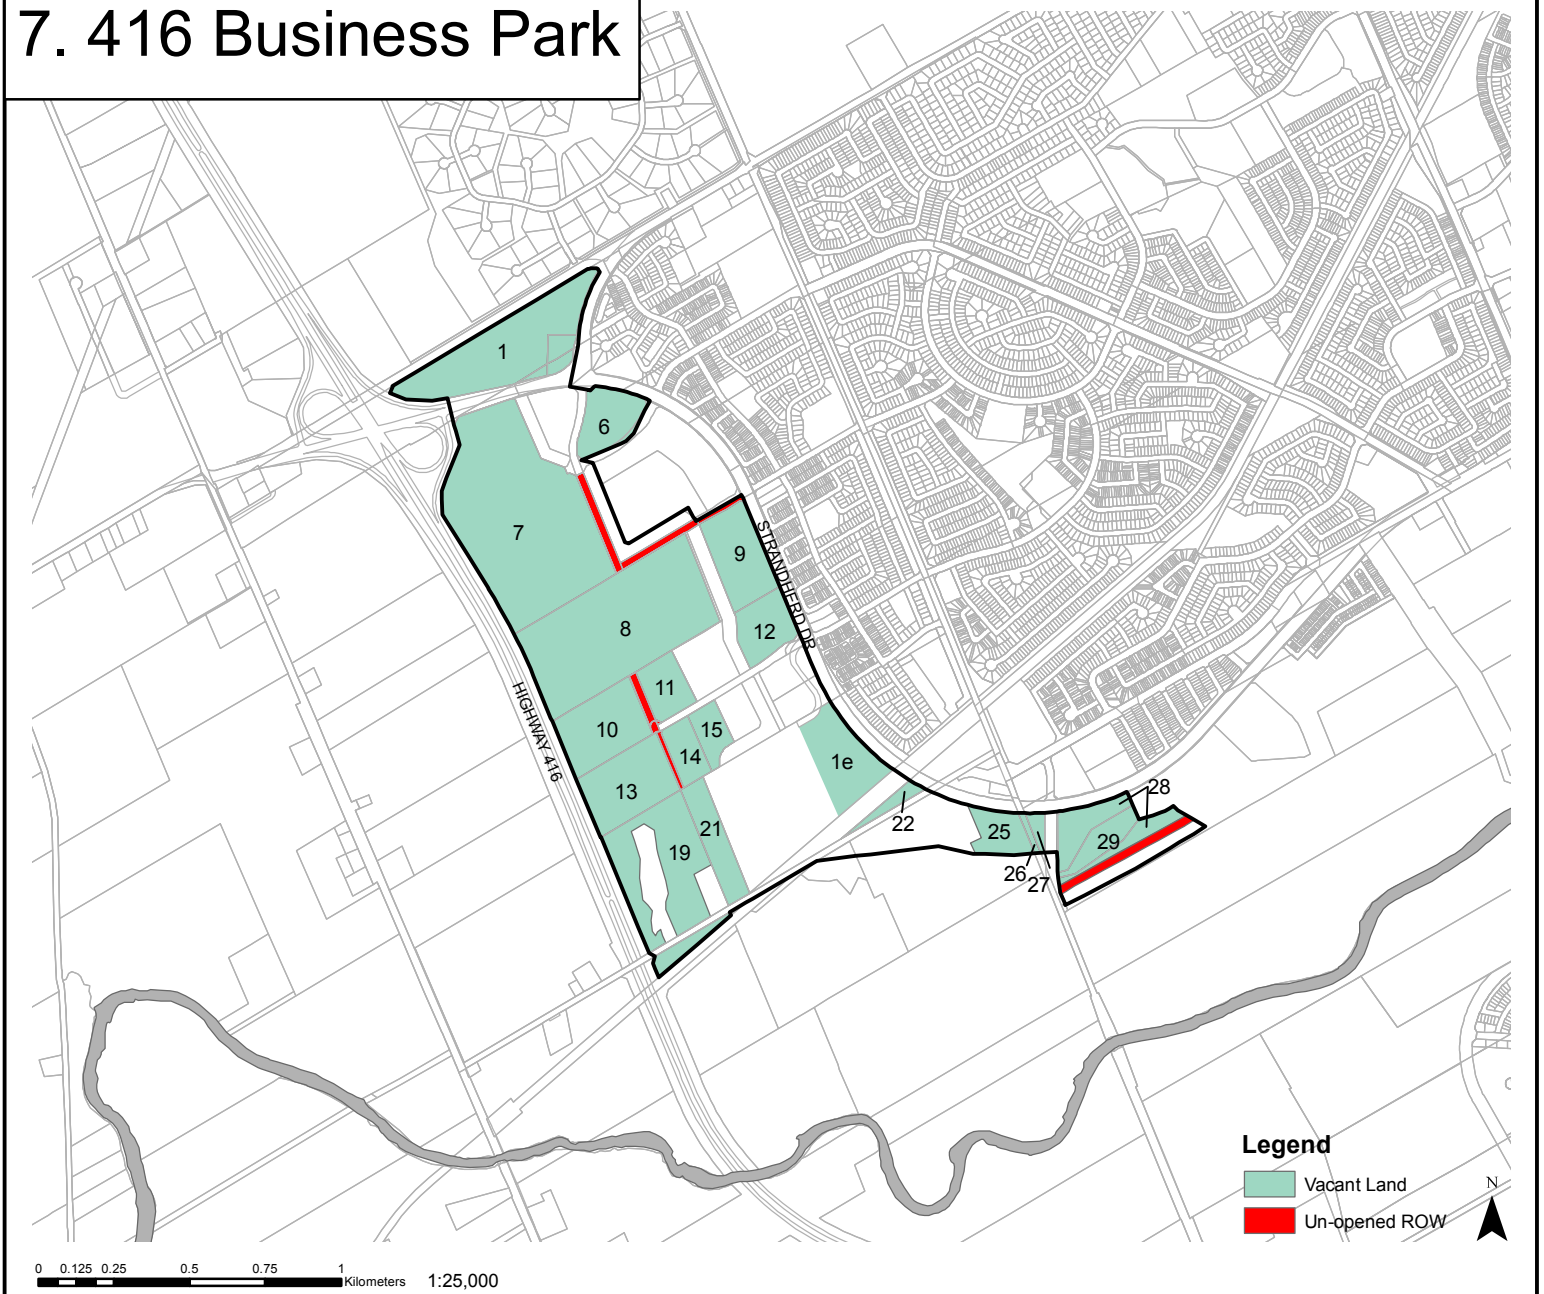 7. 416 Business Park
1
6
7
9
STRANDHERD DR
8
12
11
10
15
14
HIGHWAY 416
13
1e
28
22
21
25
29
19
26
27
Legend
Vacant Land
Un-opened ROW
N
0 0.125 0.25 0.5 0.75 1
Kilometers 1:25,000